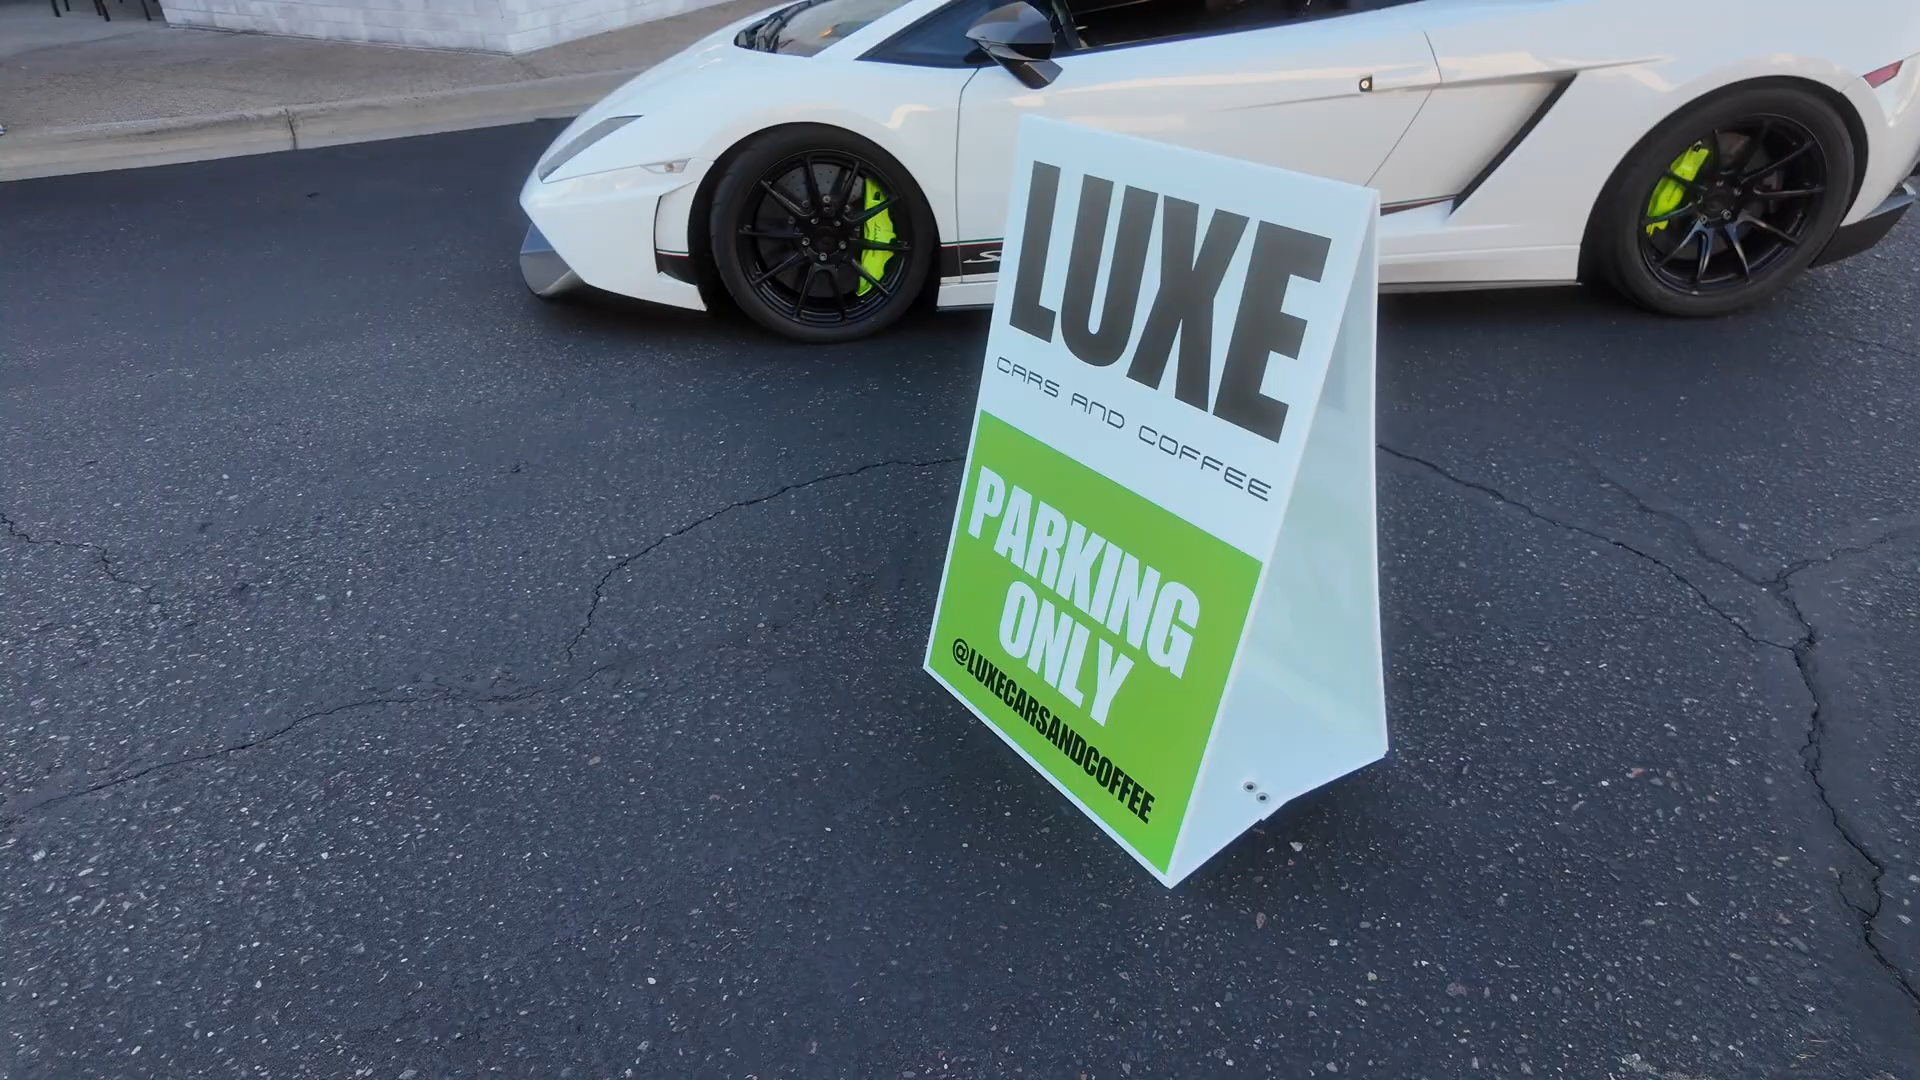 LUXE
CARS AND COFFEE
PARKING
ONLY
@LUXECARSANDCOFFEE